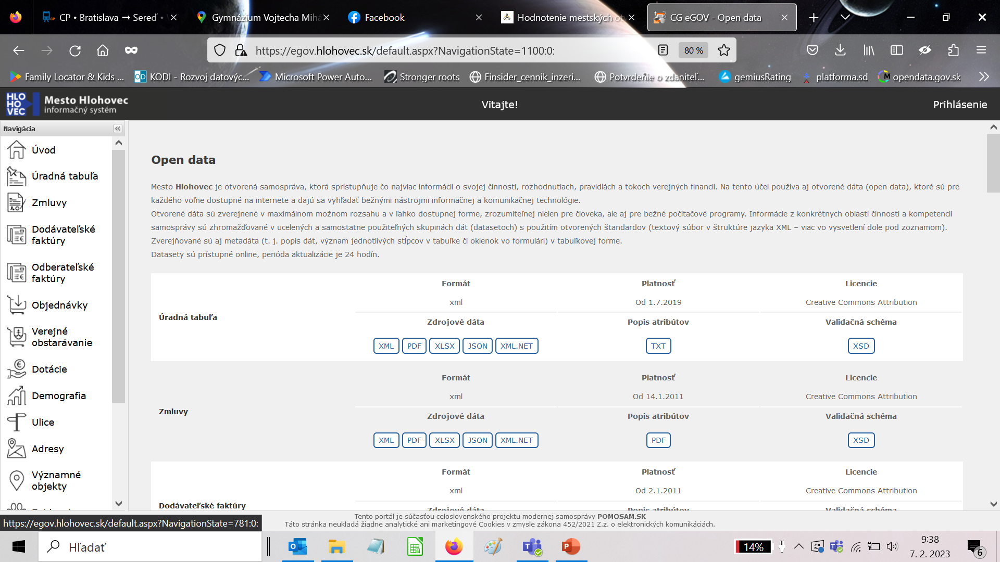 CP • Bratislava ➞ Sereď •
Gymnázium Vojtecha Mihá
Facebook
Hodnotenie mestských
CG eGOV - Open data
https://egov.hlohovec.sk/default.aspx?NavigationState=1100:0:
80 %
Family Locator & Kids ...
KODI - Rozvoj datovýc...
Microsoft Power Auto...
Stronger roots
Finsider_cennik_inzeri...
Potvrdenie o zdaniteľ...
gemiusRating
platforma.sd
opendata.gov.sk
HLO
HO
VEC
Mesto Hlohovec
informačný systém
Vitajte!
Prihlásenie
Navigácia
Úvod
Úradná tabuľa
Zmluvy
Dodávateľské
faktúry
Odberateľské
faktúry
Objednávky
Verejné
obstarávanie
Dotácie
Demografia
Ulice
Adresy
Významné
objekty
Open data
Mesto Hlohovec je otvorená samospráva, ktorá sprístupňuje čo najviac informácií o svojej činnosti, rozhodnutiach, pravidlách a tokoch verejných financií. Na tento účel používa aj otvorené dáta (open data), ktoré sú pre
každého voľne dostupné na internete a dajú sa vyhľadať bežnými nástrojmi informačnej a komunikačnej technológie.
Otvorené dáta sú zverejnené v maximálnom možnom rozsahu a v ľahko dostupnej forme, zrozumiteľnej nielen pre človeka, ale aj pre bežné počítačové programy. Informácie z konkrétnych oblastí činnosti a kompetencií
samosprávy sú zhromažďované v ucelených a samostatne použiteľných skupinách dát (datasetoch) s použitím otvorených štandardov (textový súbor v štruktúre jazyka XML – viac vo vysvetlení dole pod zoznamom).
Zverejňované sú aj metadáta (t. j. popis dát, význam jednotlivých stĺpcov v tabuľke či okienok vo formulári) v tabuľkovej forme.
Datasety sú prístupné online, perióda aktualizácie je 24 hodín.
Formát Platnosť Licencie
xml Od 1.7.2019 Creative Commons Attribution
Úradná tabuľa
Zdrojové dáta Popis atribútov Validačná schéma
XML PDF XLSX JSON XML.NET TXT XSD
Formát Platnosť Licencie
xml Od 14.1.2011 Creative Commons Attribution
Zmluvy
Zdrojové dáta Popis atribútov Validačná schéma
XML PDF XLSX JSON XML.NET PDF XSD
Formát Platnosť Licencie
xml Od 2.1.2011 Creative Commons Attribution
Dodávateľské faktúry
Zdrojové dáta Popis atribútov Validačná schéma
https://egov.hlohovec.sk/default.aspx?NavigationState=781:0:
Tento portál je súčasťou celoslovenského projektu modernej samosprávy POMOSAM.SK
Táto stránka neukladá žiadne analytické ani marketingové Cookies v zmysle zákona 452/2021 Z.z. o elektronických komunikáciách.
Hľadať
14%
9:38
7. 2. 2023
6